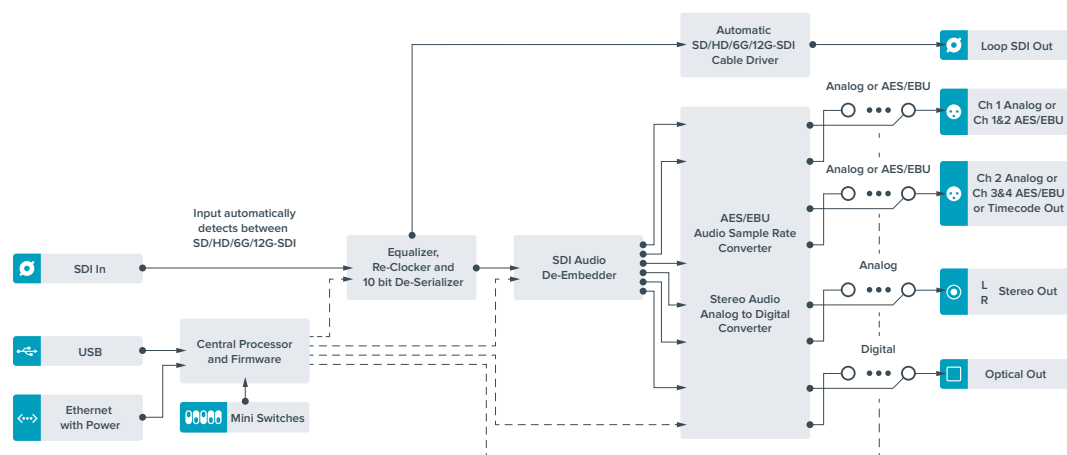 Automatic
SD/HD/6G/12G-SDI
Cable Driver
Loop SDI Out
Analog or AES/EBU
Ch 1 Analog or
Ch 1&2 AES/EBU
Analog or AES/EBU
Ch 2 Analog or
Ch 3&4 AES/EBU
or Timecode Out
Input automatically
detects between
SD/HD/6G/12G-SDI
SDI In
Equalizer,
Re-Clocker and
10 bit De-Serializer
SDI Audio
De-Embedder
AES/EBU
Audio Sample Rate
Converter
Stereo Audio
Analog to Digital
Converter
Analog
L
R
Stereo Out
USB
Central Processor
and Firmware
Digital
Optical Out
Ethernet
with Power
Mini Switches